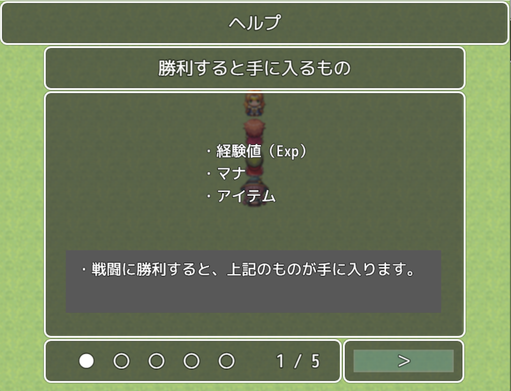 ヘルプ
勝利すると手に入るもの
・経験値（Exp）
・マナ
・アイテム
・戦闘に勝利すると、上記のものが手に入ります。
1 / 5
>